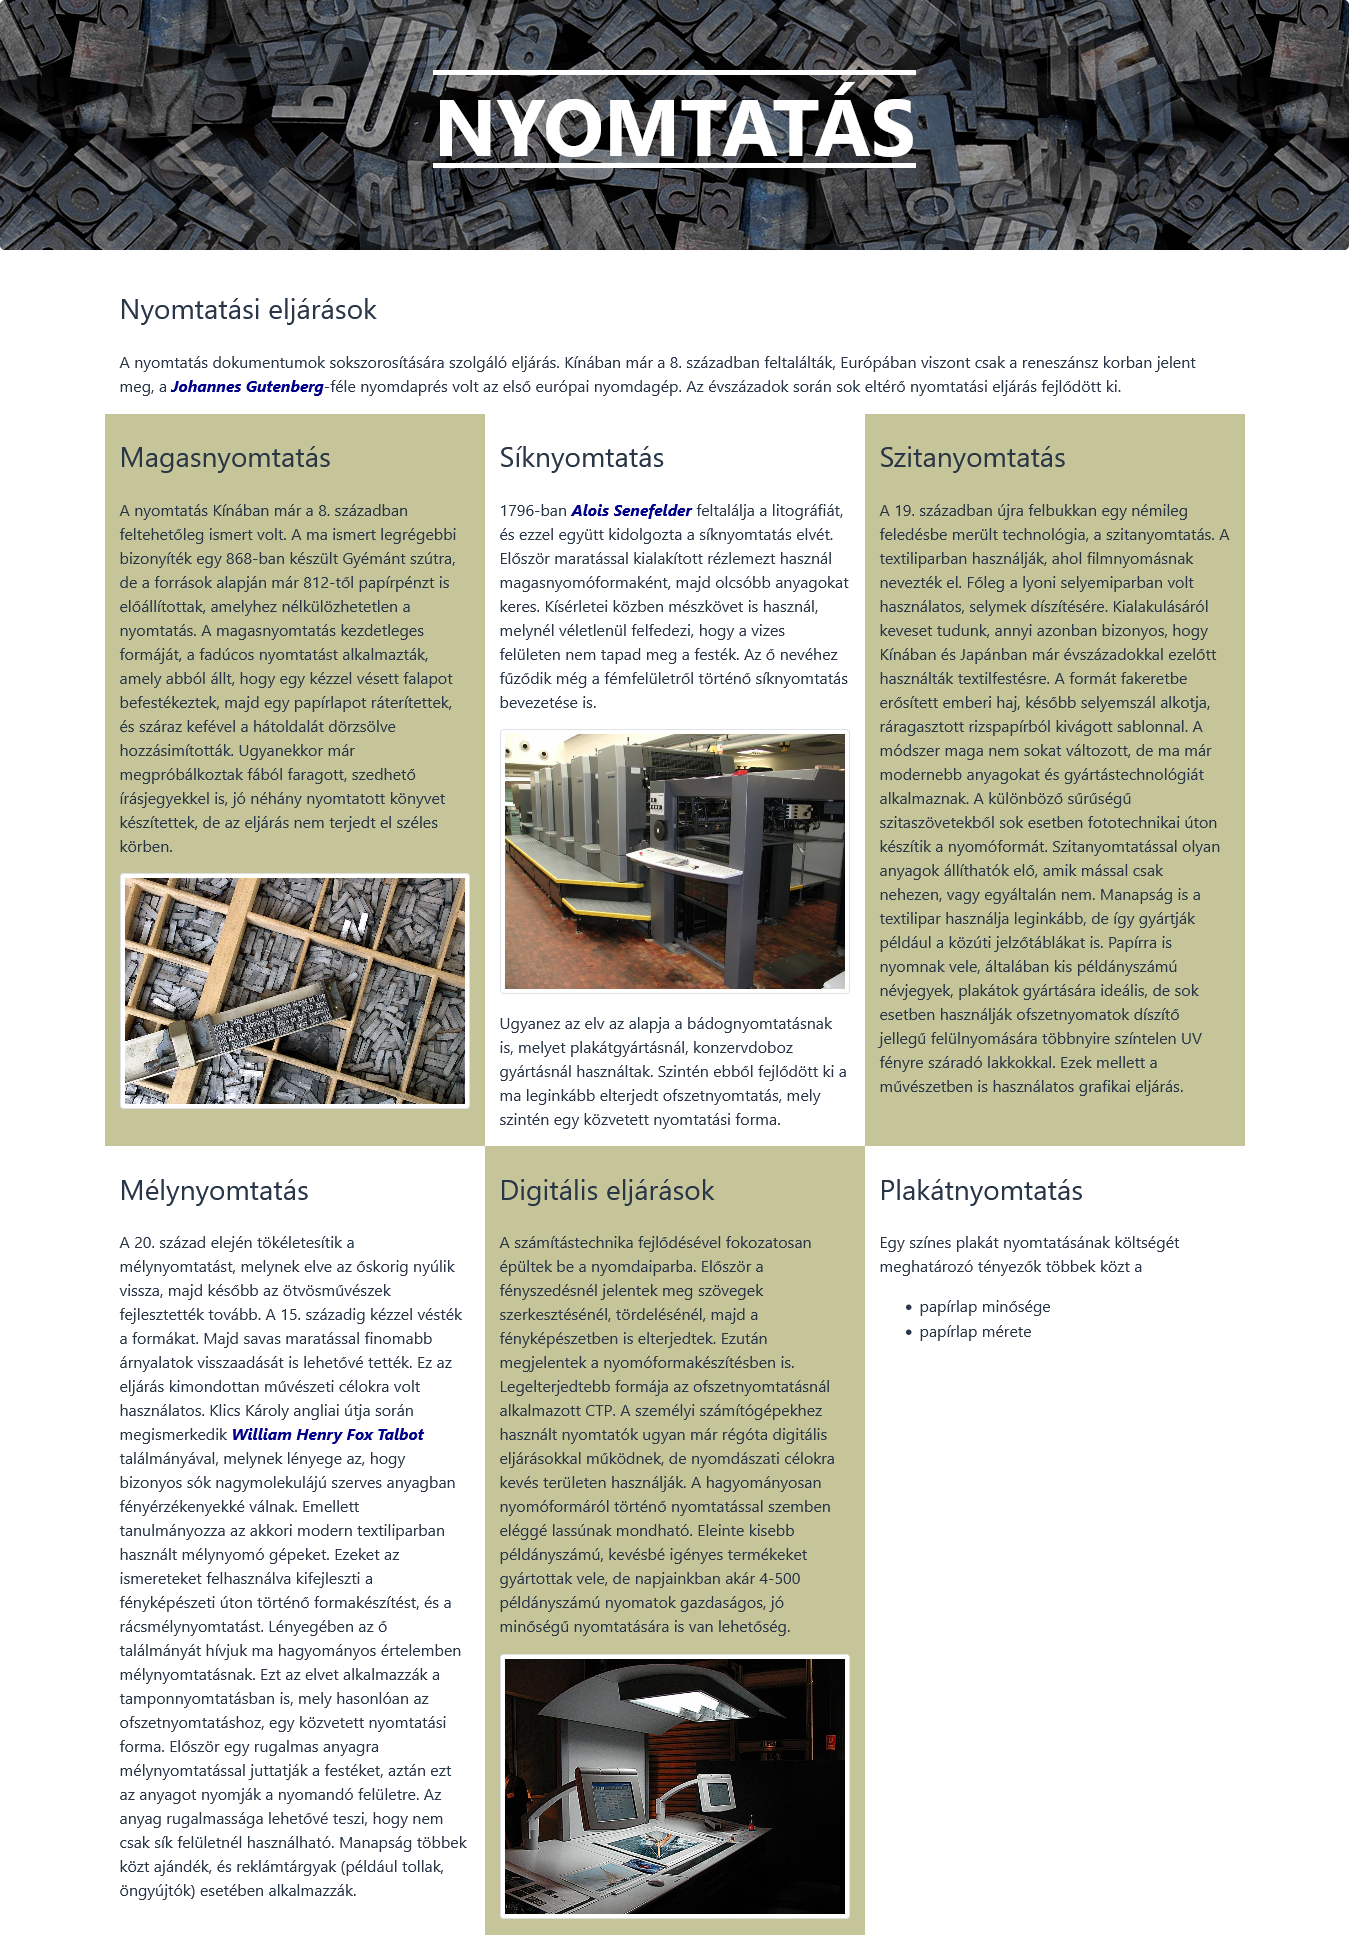 NYOMTATÁS
Nyomtatási eljárások
A nyomtatás dokumentumok sokszorosítására szolgáló eljárás. Kínában már a 8. században feltalálták, Európában viszont csak a reneszánsz korban jelent
meg, a Johannes Gutenberg-féle nyomdaprés volt az első európai nyomdagép. Az évszázadok során sok eltérő nyomtatási eljárás fejlődött ki.
Magasnyomtatás
A nyomtatás Kínában már a 8. században
feltehetőleg ismert volt. A ma ismert legrégebbi
bizonyíték egy 868-ban készült Gyémánt szútra,
de a források alapján már 812-től papírpénzt is
előállítottak, amelyhez nélkülözhetetlen a
nyomtatás. A magasnyomtatás kezdetleges
formáját, a fadúcos nyomtatást alkalmazták,
amely abból állt, hogy egy kézzel vésett falapot
befestékeztek, majd egy papírlapot ráterítettek,
és száraz kefével a hátoldalát dörzsölve
hozzásimították. Ugyanekkor már
megpróbálkoztak fából faragott, szedhető
írásjegyekkel is, jó néhány nyomtatott könyvet
készítettek, de az eljárás nem terjedt el széles
körben.
Síknyomtatás
1796-ban Alois Senefelder feltalálja a litográfiát,
és ezzel együtt kidolgozta a síknyomtatás elvét.
Először maratással kialakított rézlemezt használ
magasnyomóformaként, majd olcsóbb anyagokat
keres. Kísérletei közben mészkövet is használ,
melynél véletlenül felfedezi, hogy a vizes
felületen nem tapad meg a festék. Az ő nevéhez
fűződik még a fémfelületről történő síknyomtatás
bevezetése is.
Ugyanez az elv az alapja a bádognyomtatásnak
is, melyet plakátgyártásnál, konzervdoboz
gyártásnál használtak. Szintén ebből fejlődött ki a
ma leginkább elterjedt ofszetnyomtatás, mely
szintén egy közvetett nyomtatási forma.
Szitanyomtatás
A 19. században újra felbukkan egy némileg
feledésbe merült technológia, a szitanyomtatás. A
textiliparban használják, ahol filmnyomásnak
nevezték el. Főleg a lyoni selyemiparban volt
használatos, selymek díszítésére. Kialakulásáról
keveset tudunk, annyi azonban bizonyos, hogy
Kínában és Japánban már évszázadokkal ezelőtt
használták textilfestésre. A formát fakeretbe
erősített emberi haj, később selyemszál alkotja,
ráragasztott rizspapírból kivágott sablonnal. A
módszer maga nem sokat változott, de ma már
modernebb anyagokat és gyártástechnológiát
alkalmaznak. A különböző sűrűségű
szitaszövetekből sok esetben fototechnikai úton
készítik a nyomóformát. Szitanyomtatással olyan
anyagok állíthatók elő, amik mással csak
nehezen, vagy egyáltalán nem. Manapság is a
textilipar használja leginkább, de így gyártják
például a közúti jelzőtáblákat is. Papírra is
nyomnak vele, általában kis példányszámú
névjegyek, plakátok gyártására ideális, de sok
esetben használják ofszetnyomatok díszítő
jellegű felülnyomására többnyire színtelen UV
fényre száradó lakkokkal. Ezek mellett a
művészetben is használatos grafikai eljárás.
Mélynyomtatás
A 20. század elején tökéletesítik a
mélynyomtatást, melynek elve az őskorig nyúlik
vissza, majd később az ötvösművészek
fejlesztették tovább. A 15. századig kézzel vésték
a formákat. Majd savas maratással finomabb
árnyalatok visszaadását is lehetővé tették. Ez az
eljárás kimondottan művészeti célokra volt
használatos. Klics Károly angliai útja során
megismerkedik William Henry Fox Talbot
találmányával, melynek lényege az, hogy
bizonyos sók nagymolekulájú szerves anyagban
fényérzékenyekké válnak. Emellett
tanulmányozza az akkori modern textiliparban
használt mélynyomó gépeket. Ezeket az
ismereteket felhasználva kifejleszti a
fényképészeti úton történő formakészítést, és a
rácsmélynyomtatást. Lényegében az ő
találmányát hívjuk ma hagyományos értelemben
mélynyomtatásnak. Ezt az elvet alkalmazzák a
tamponnyomtatásban is, mely hasonlóan az
ofszetnyomtatáshoz, egy közvetett nyomtatási
forma. Először egy rugalmas anyagra
mélynyomtatással juttatják a festéket, aztán ezt
az anyagot nyomják a nyomandó felületre. Az
anyag rugalmassága lehetővé teszi, hogy nem
csak sík felületnél használható. Manapság többek
közt ajándék, és reklámtárgyak (például tollak,
öngyújtók) esetében alkalmazzák.
Digitális eljárások
A számítástechnika fejlődésével fokozatosan
épültek be a nyomdaiparba. Először a
fényszedésnél jelentek meg szövegek
szerkesztésénél, tördelésénél, majd a
fényképészetben is elterjedtek. Ezután
megjelentek a nyomóformakészítésben is.
Legelterjedtebb formája az ofszetnyomtatásnál
alkalmazott CTP. A személyi számítógépekhez
használt nyomtatók ugyan már régóta digitális
eljárásokkal működnek, de nyomdászati célokra
kevés területen használják. A hagyományosan
nyomóformáról történő nyomtatással szemben
eléggé lassúnak mondható. Eleinte kisebb
példányszámú, kevésbé igényes termékeket
gyártottak vele, de napjainkban akár 4-500
példányszámú nyomatok gazdaságos, jó
minőségű nyomtatására is van lehetőség.
Plakátnyomtatás
Egy színes plakát nyomtatásának költségét
meghatározó tényezők többek közt a
• papírlap minősége
• papírlap mérete